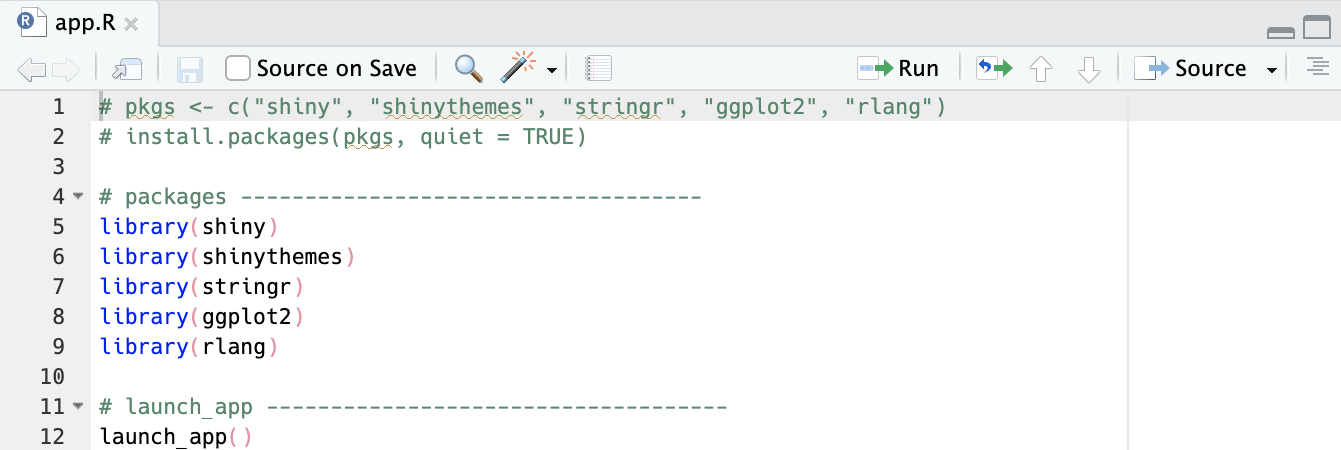 app.R
Source on Save Run Source
1 # pkgs <- c("shiny", "shinythemes", "stringr", "ggplot2", "rlang")
2 # install.packages(pkgs, quiet = TRUE)
3
4 # packages ------------------------------------
5 library(shiny)
6 library(shinythemes)
7 library(stringr)
8 library(ggplot2)
9 library(rlang)
10
11 # launch_app ------------------------------------
12 launch_app()